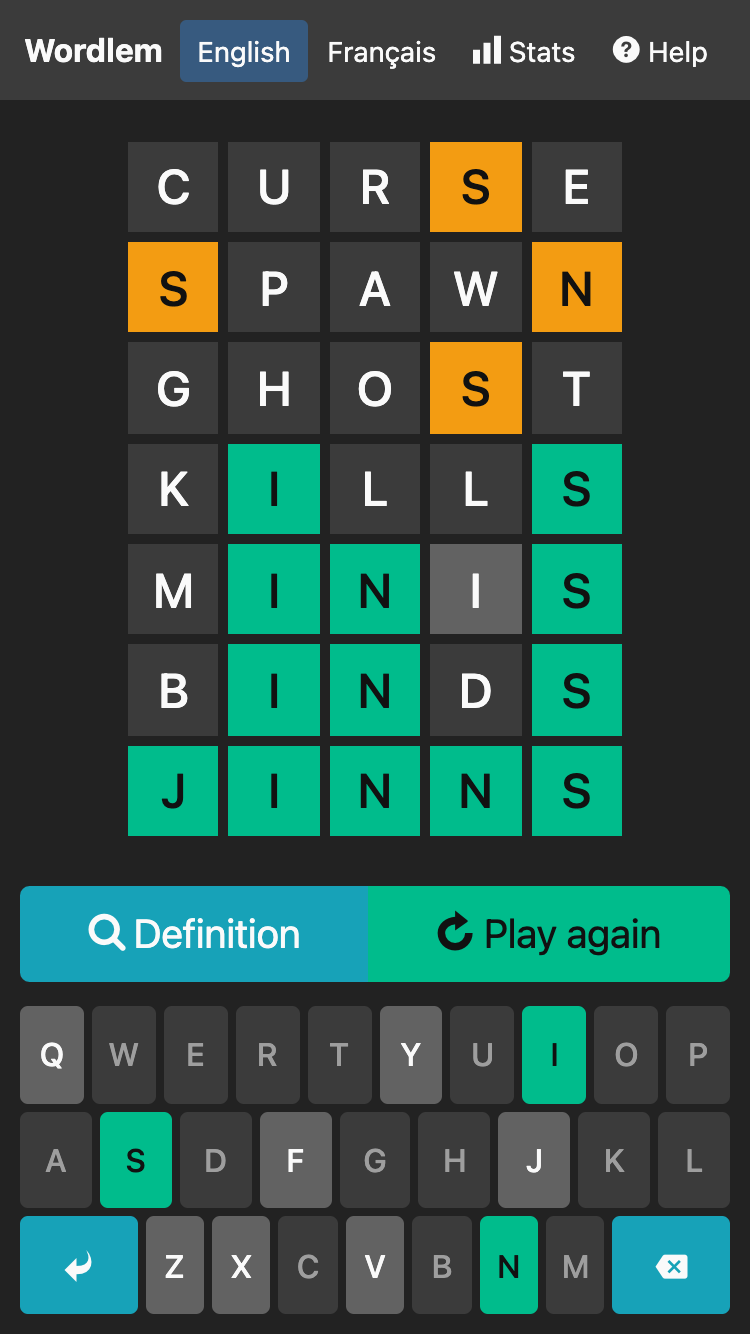 Wordlem English Français Stats ? Help
C U R S E
S P A W N
G H O S T
K I L L S
M I N I S
B I N D S
J I N N S
Definition Play again
Q W E R T Y U I O P
A S D F G H J K L
Z X C V B N M